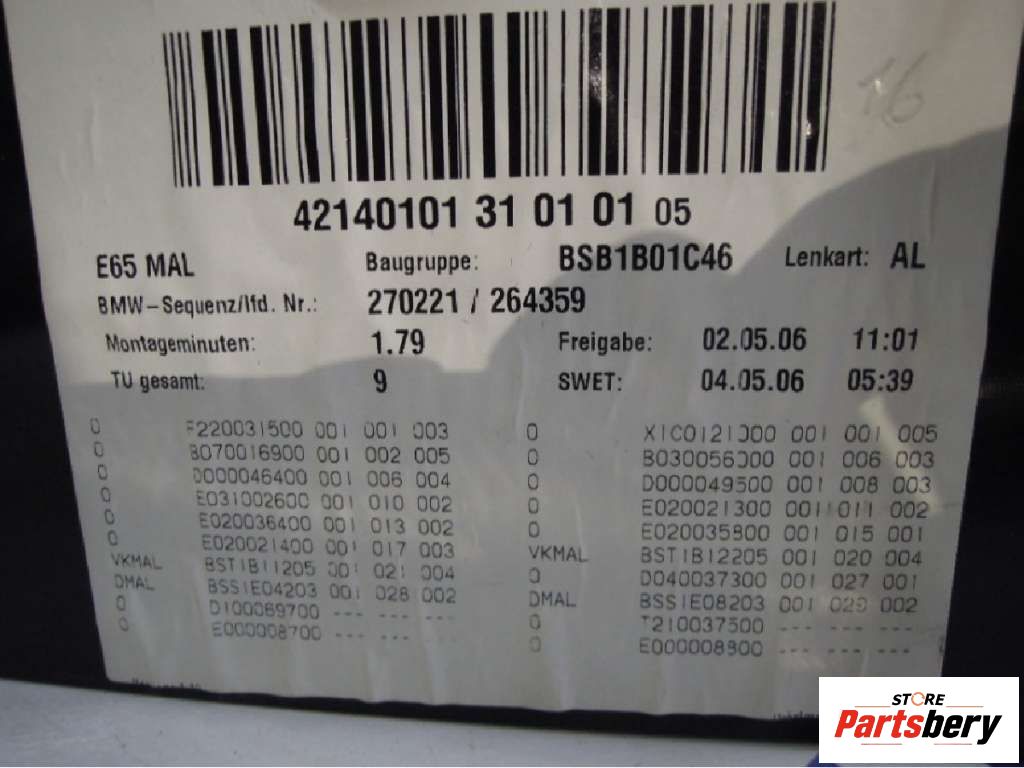 16
42140101 31 01 01 05
E65 MAL Baugruppe: BSB1B01C46 Lenkart: AL
BMW-Sequenz/lfd. Nr.: 270221 / 264359
Montageminuten: 1.79 Freigabe: 02.05.06 11:01
TU gesamt: 9 SWET: 04.05.06 05:39
0 F220031500 001 001 003 0 X1C0121000 001 001 005
0 B070016900 001 002 005 0 B030056000 001 006 003
0 D000046400 001 006 004 0 D000049500 001 008 003
0 E031002600 001 010 002 0 E020021300 001 011 002
0 E020036400 001 013 002 0 E020035800 001 015 001
0 E020021400 001 017 003 VKMAL BST1B12205 001 020 004
VKMAL BST1B11205 001 021 004 0 D040037300 001 027 001
DMAL BSS1E04203 001 028 002 DMAL BSS1E08203 001 029 002
0 D100089700 --- --- --- 0 T210037500 --- --- ---
0 E000008700 --- --- --- 0 E000008800 --- --- ---
STORE
Partsbery